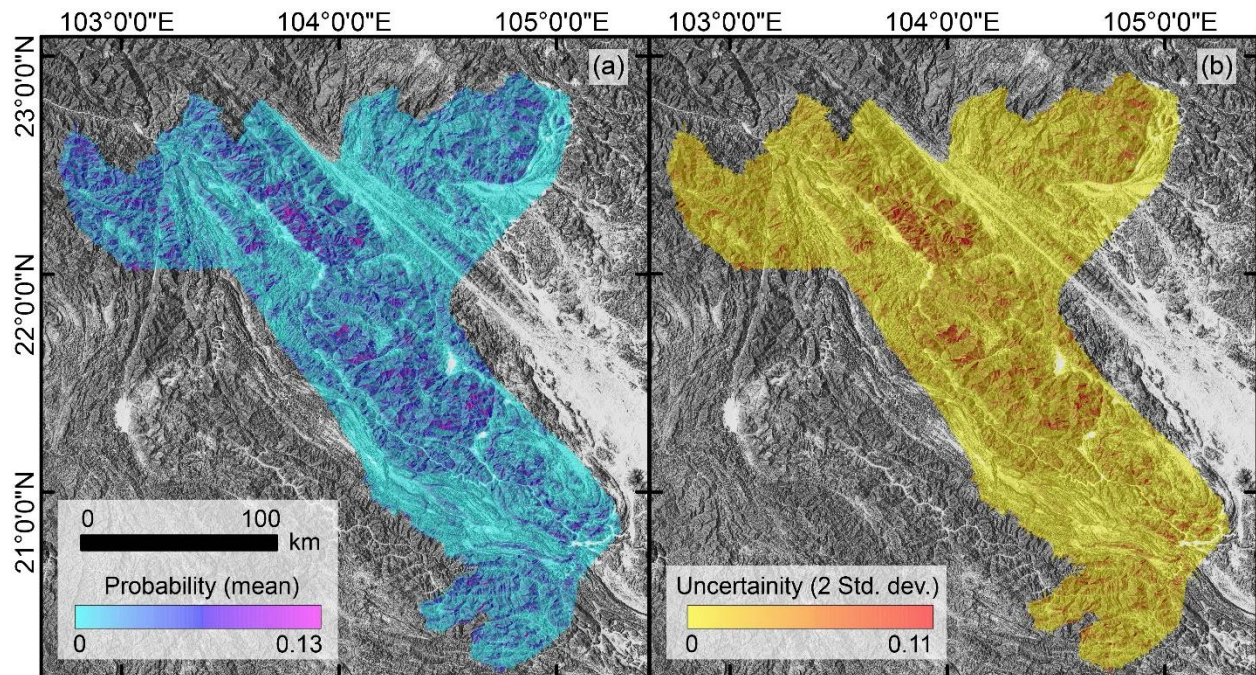 103°0'0"E 104°0'0"E 105°0'0"E 103°0'0"E 104°0'0"E 105°0'0"E
(a) (b)
23°0'0"N
22°0'0"N
21°0'0"N
0 100
km
Probability (mean)
0 0.13
Uncertainity (2 Std. dev.)
0 0.11